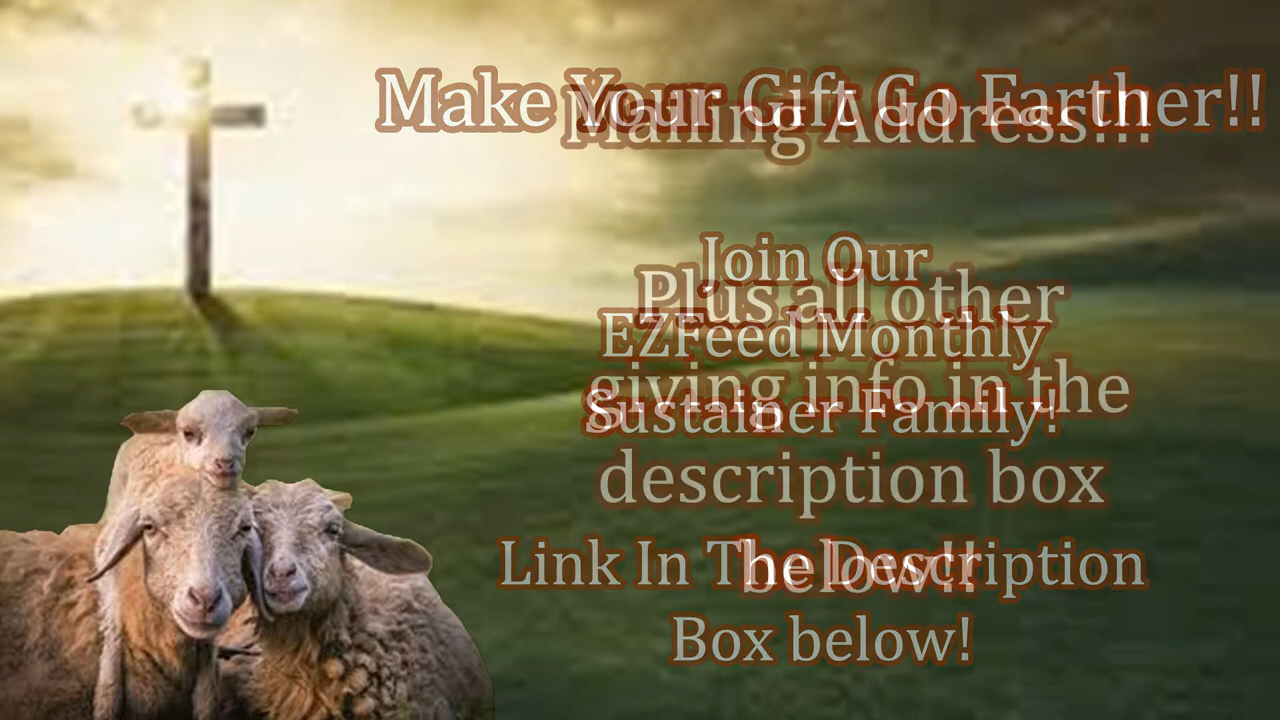 Make Your Gift Go Farther!!
Mailing Address!!!
Join Our
Plus all other
EZFeed Monthly
giving info in the
Sustainer Family!
description box
Link In The Description
below!!
Box below!